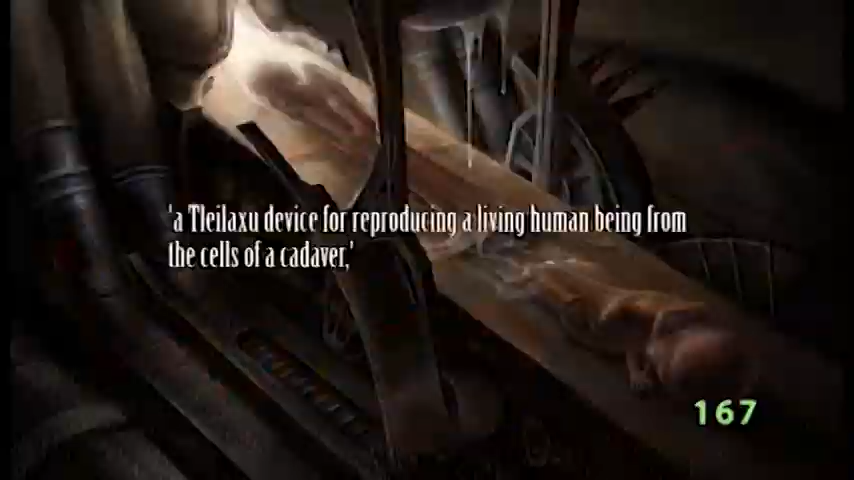 'a Tleilaxu device for reproducing a living human being from
the cells of a cadaver,'
167